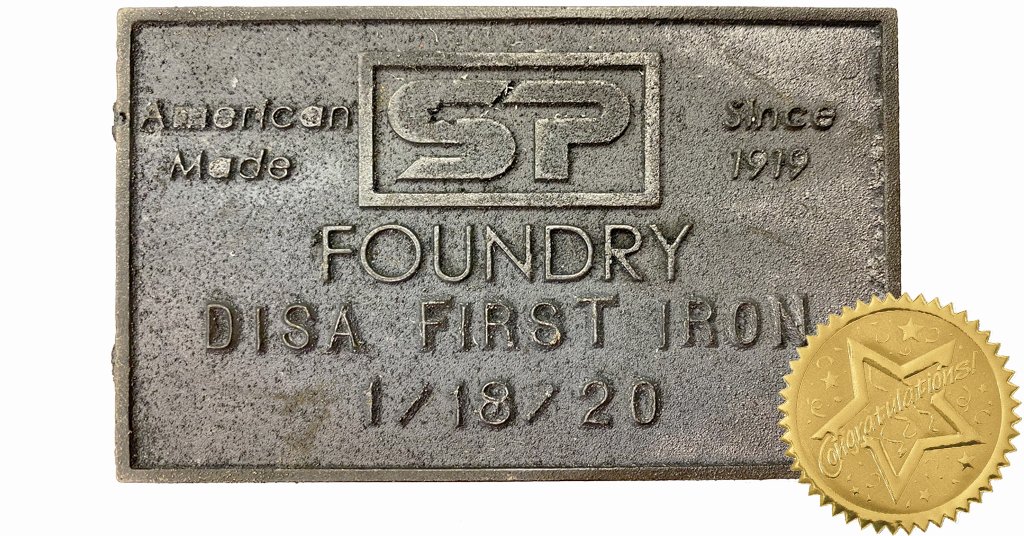 American
Made
SP
Since
1919
FOUNDRY
DISA FIRST IRON
1/18/20
Congratulations!